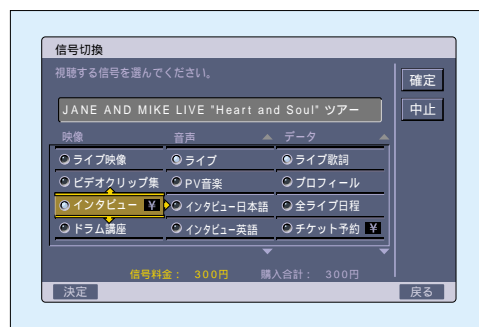 信号切換
視聴する信号を選んでください。
確定
JANE AND MIKE LIVE "Heart and Soul" ツアー
中止
映像 音声 データ
ライブ映像 ライブ ライブ歌詞
ビデオクリップ集 PV音楽 プロフィール
インタビュー ¥ インタビュー日本語 全ライブ日程
ドラム講座 インタビュー英語 チケット予約 ¥
信号料金： 300円 購入合計： 300円
決定 戻る